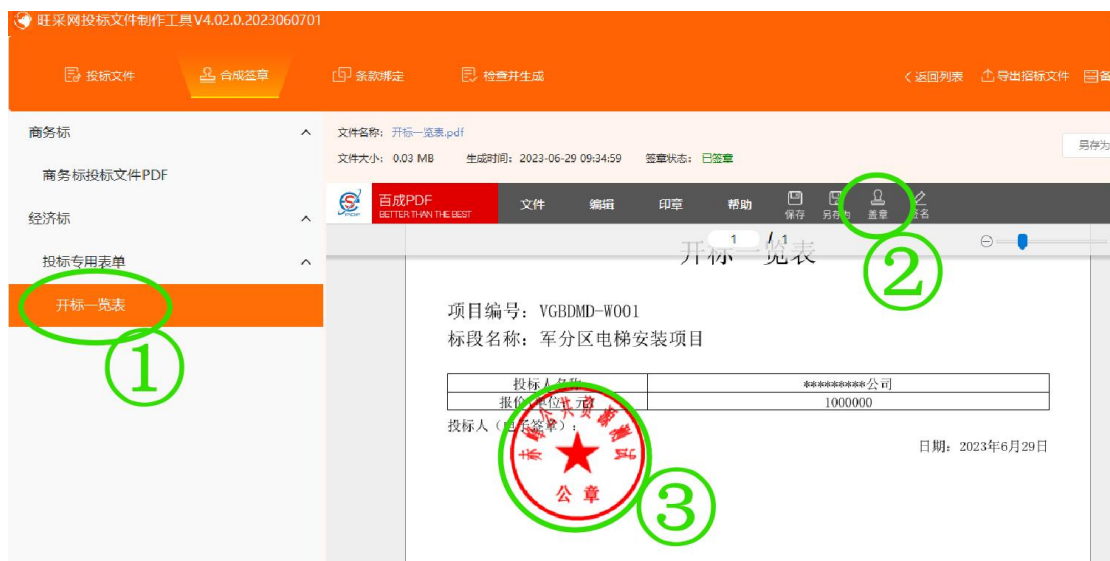 旺采网投标文件制作工具V4.02.0.2023060701
投标文件 合成签章 条款绑定 检查并生成 返回列表 导出招标文件
商务标
商务标投标文件PDF
经济标
投标专用表单
开标一览表
①
文件名称: 开标一览表.pdf
文件大小: 0.03 MB 生成时间: 2023-06-29 09:34:59 签章状态: 已签章
另存为
百成PDF
BETTER THAN THE BEST
文件 编辑 印章 帮助 保存 另存为 盖章 签名
②
1 / 1
开标一览表
项目编号: VGBDMD-W001
标段名称: 军分区电梯安装项目
投标人名称 *********公司
报价(单位:元) 1000000
投标人(电子签章):
日期: 2023年6月29日
公章
③